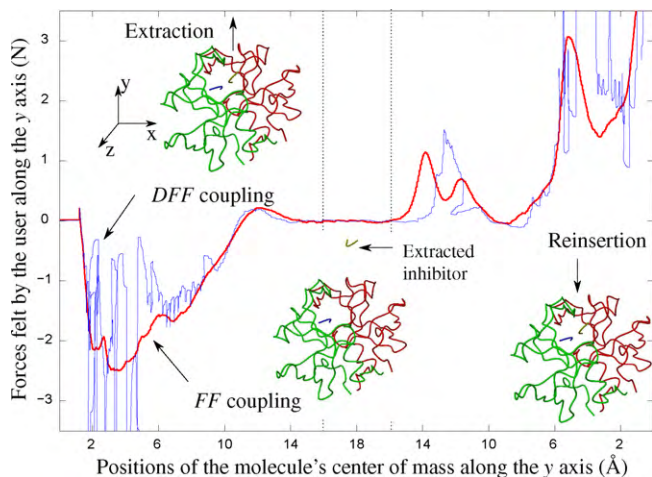 Extraction
y
x
z
DFF coupling
FF coupling
Extracted
inhibitor
Reinsertion
Forces felt by the user along the y axis (N)
3
2
1
0
−1
−2
−3
2 6 10 14 18 14 10 6 2
Positions of the molecule's center of mass along the y axis (Å)